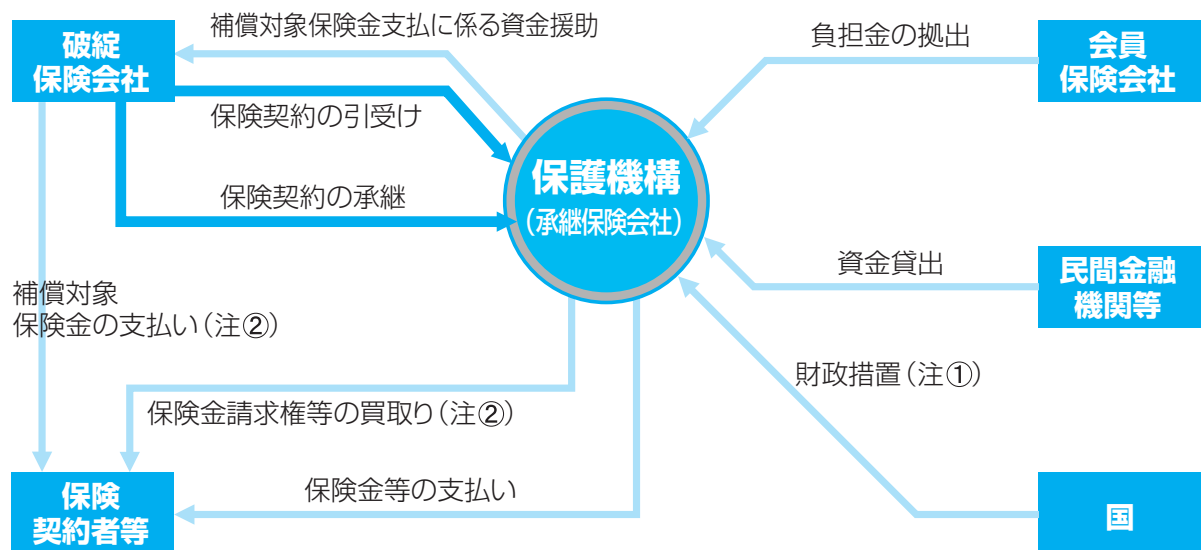 補償対象保険金支払に係る資金援助
負担金の拠出
破綻
保険会社
会員
保険会社
保険契約の引受け
保護機構
(承継保険会社)
保険契約の承継
資金貸出
民間金融
機関等
補償対象
保険金の支払い(注②)
財政措置(注①)
保険金請求権等の買取り(注②)
保険金等の支払い
保険
契約者等
国